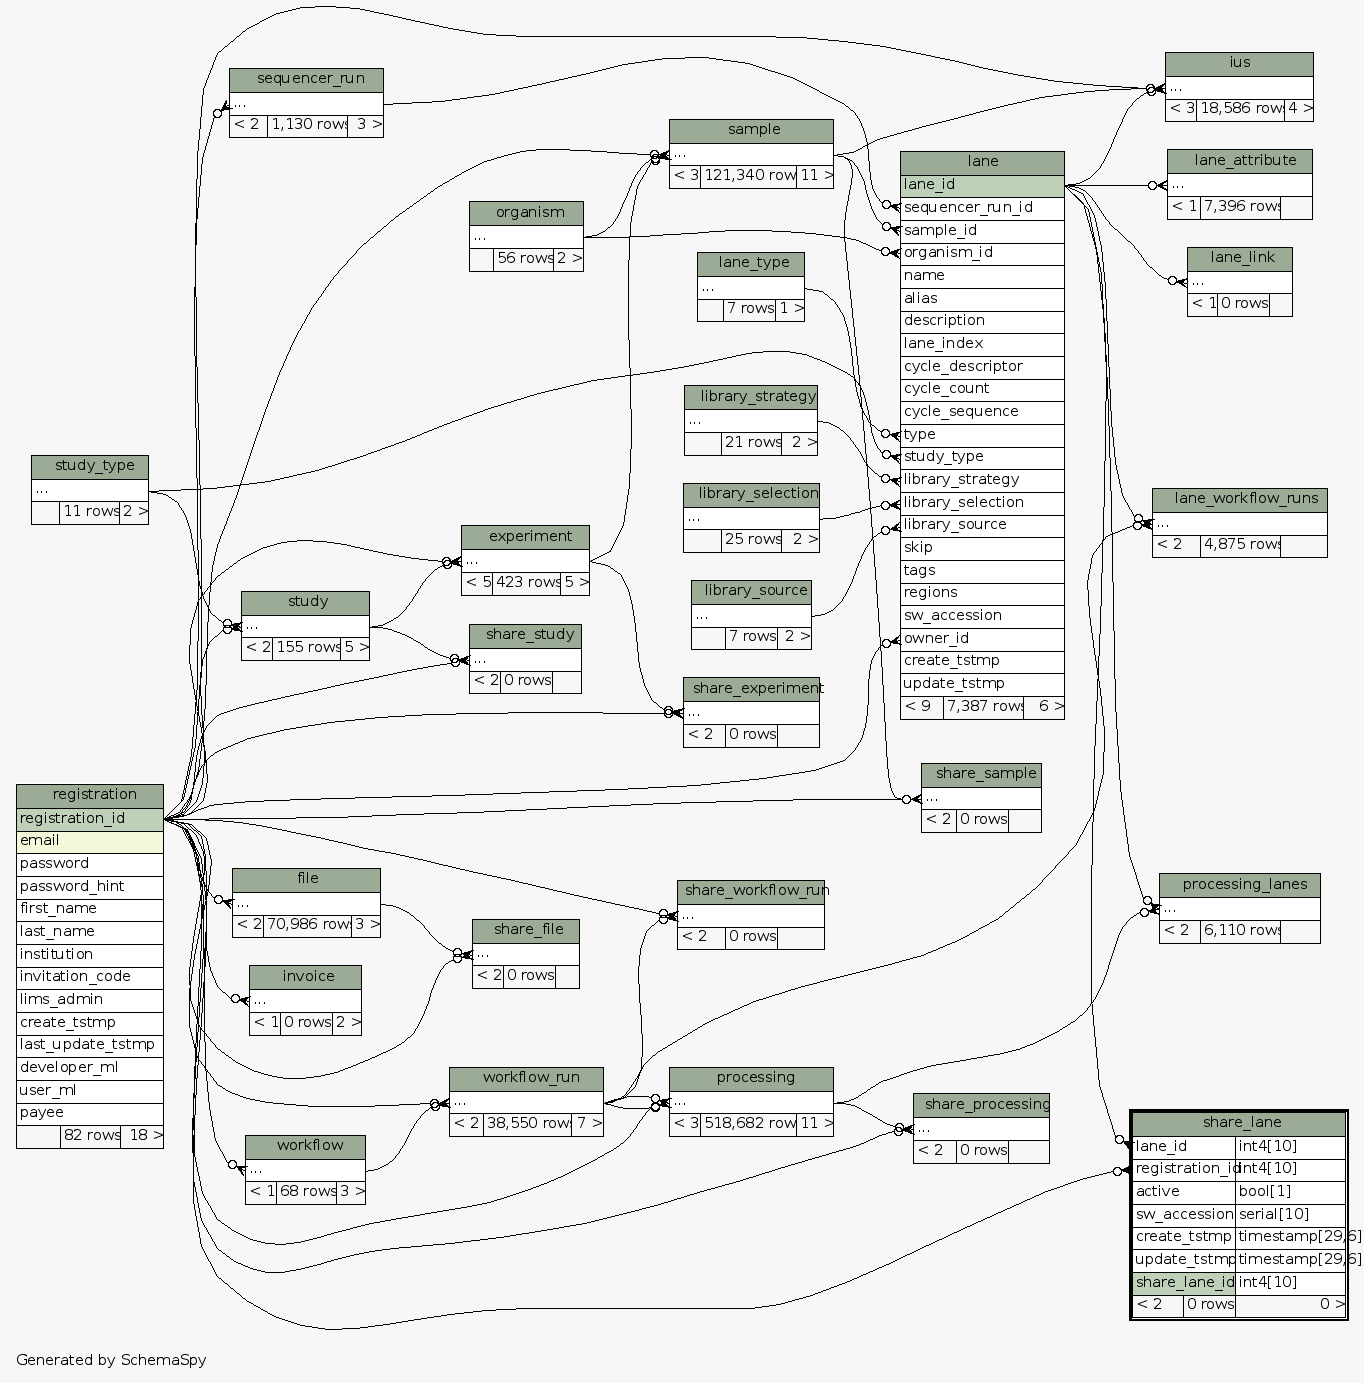 sequencer_run
...
< 2 1,130 rows 3 >
ius
...
< 3 18,586 rows 4 >
sample
...
< 3 121,340 row 11 >
lane
lane_id
sequencer_run_id
sample_id
organism_id
name
alias
description
lane_index
cycle_descriptor
cycle_count
cycle_sequence
type
study_type
library_strategy
library_selection
library_source
skip
tags
regions
sw_accession
owner_id
create_tstmp
update_tstmp
< 9 7,387 rows 6 >
lane_attribute
...
< 1 7,396 rows
organism
...
56 rows 2 >
lane_type
...
7 rows 1 >
lane_link
...
< 1 0 rows
library_strategy
...
21 rows 2 >
study_type
...
11 rows 2 >
library_selection
...
25 rows 2 >
lane_workflow_runs
...
< 2 4,875 rows
experiment
...
< 5 423 rows 5 >
library_source
...
7 rows 2 >
study
...
< 2 155 rows 5 >
share_study
...
< 2 0 rows
share_experiment
...
< 2 0 rows
share_sample
...
< 2 0 rows
registration
registration_id
email
password
password_hint
first_name
last_name
institution
invitation_code
lims_admin
create_tstmp
last_update_tstmp
developer_ml
user_ml
payee
82 rows 18 >
file
...
< 2 70,986 rows 3 >
share_workflow_run
...
< 2 0 rows
processing_lanes
...
< 2 6,110 rows
share_file
...
< 2 0 rows
invoice
...
< 1 0 rows 2 >
workflow_run
...
< 2 38,550 rows 7 >
processing
...
< 3 518,682 row 11 >
share_processing
...
< 2 0 rows
workflow
...
< 1 68 rows 3 >
share_lane
lane_id int4[10]
registration_id int4[10]
active bool[1]
sw_accession serial[10]
create_tstmp timestamp[29,6]
update_tstmp timestamp[29,6]
share_lane_id int4[10]
< 2 0 rows 0 >
Generated by SchemaSpy